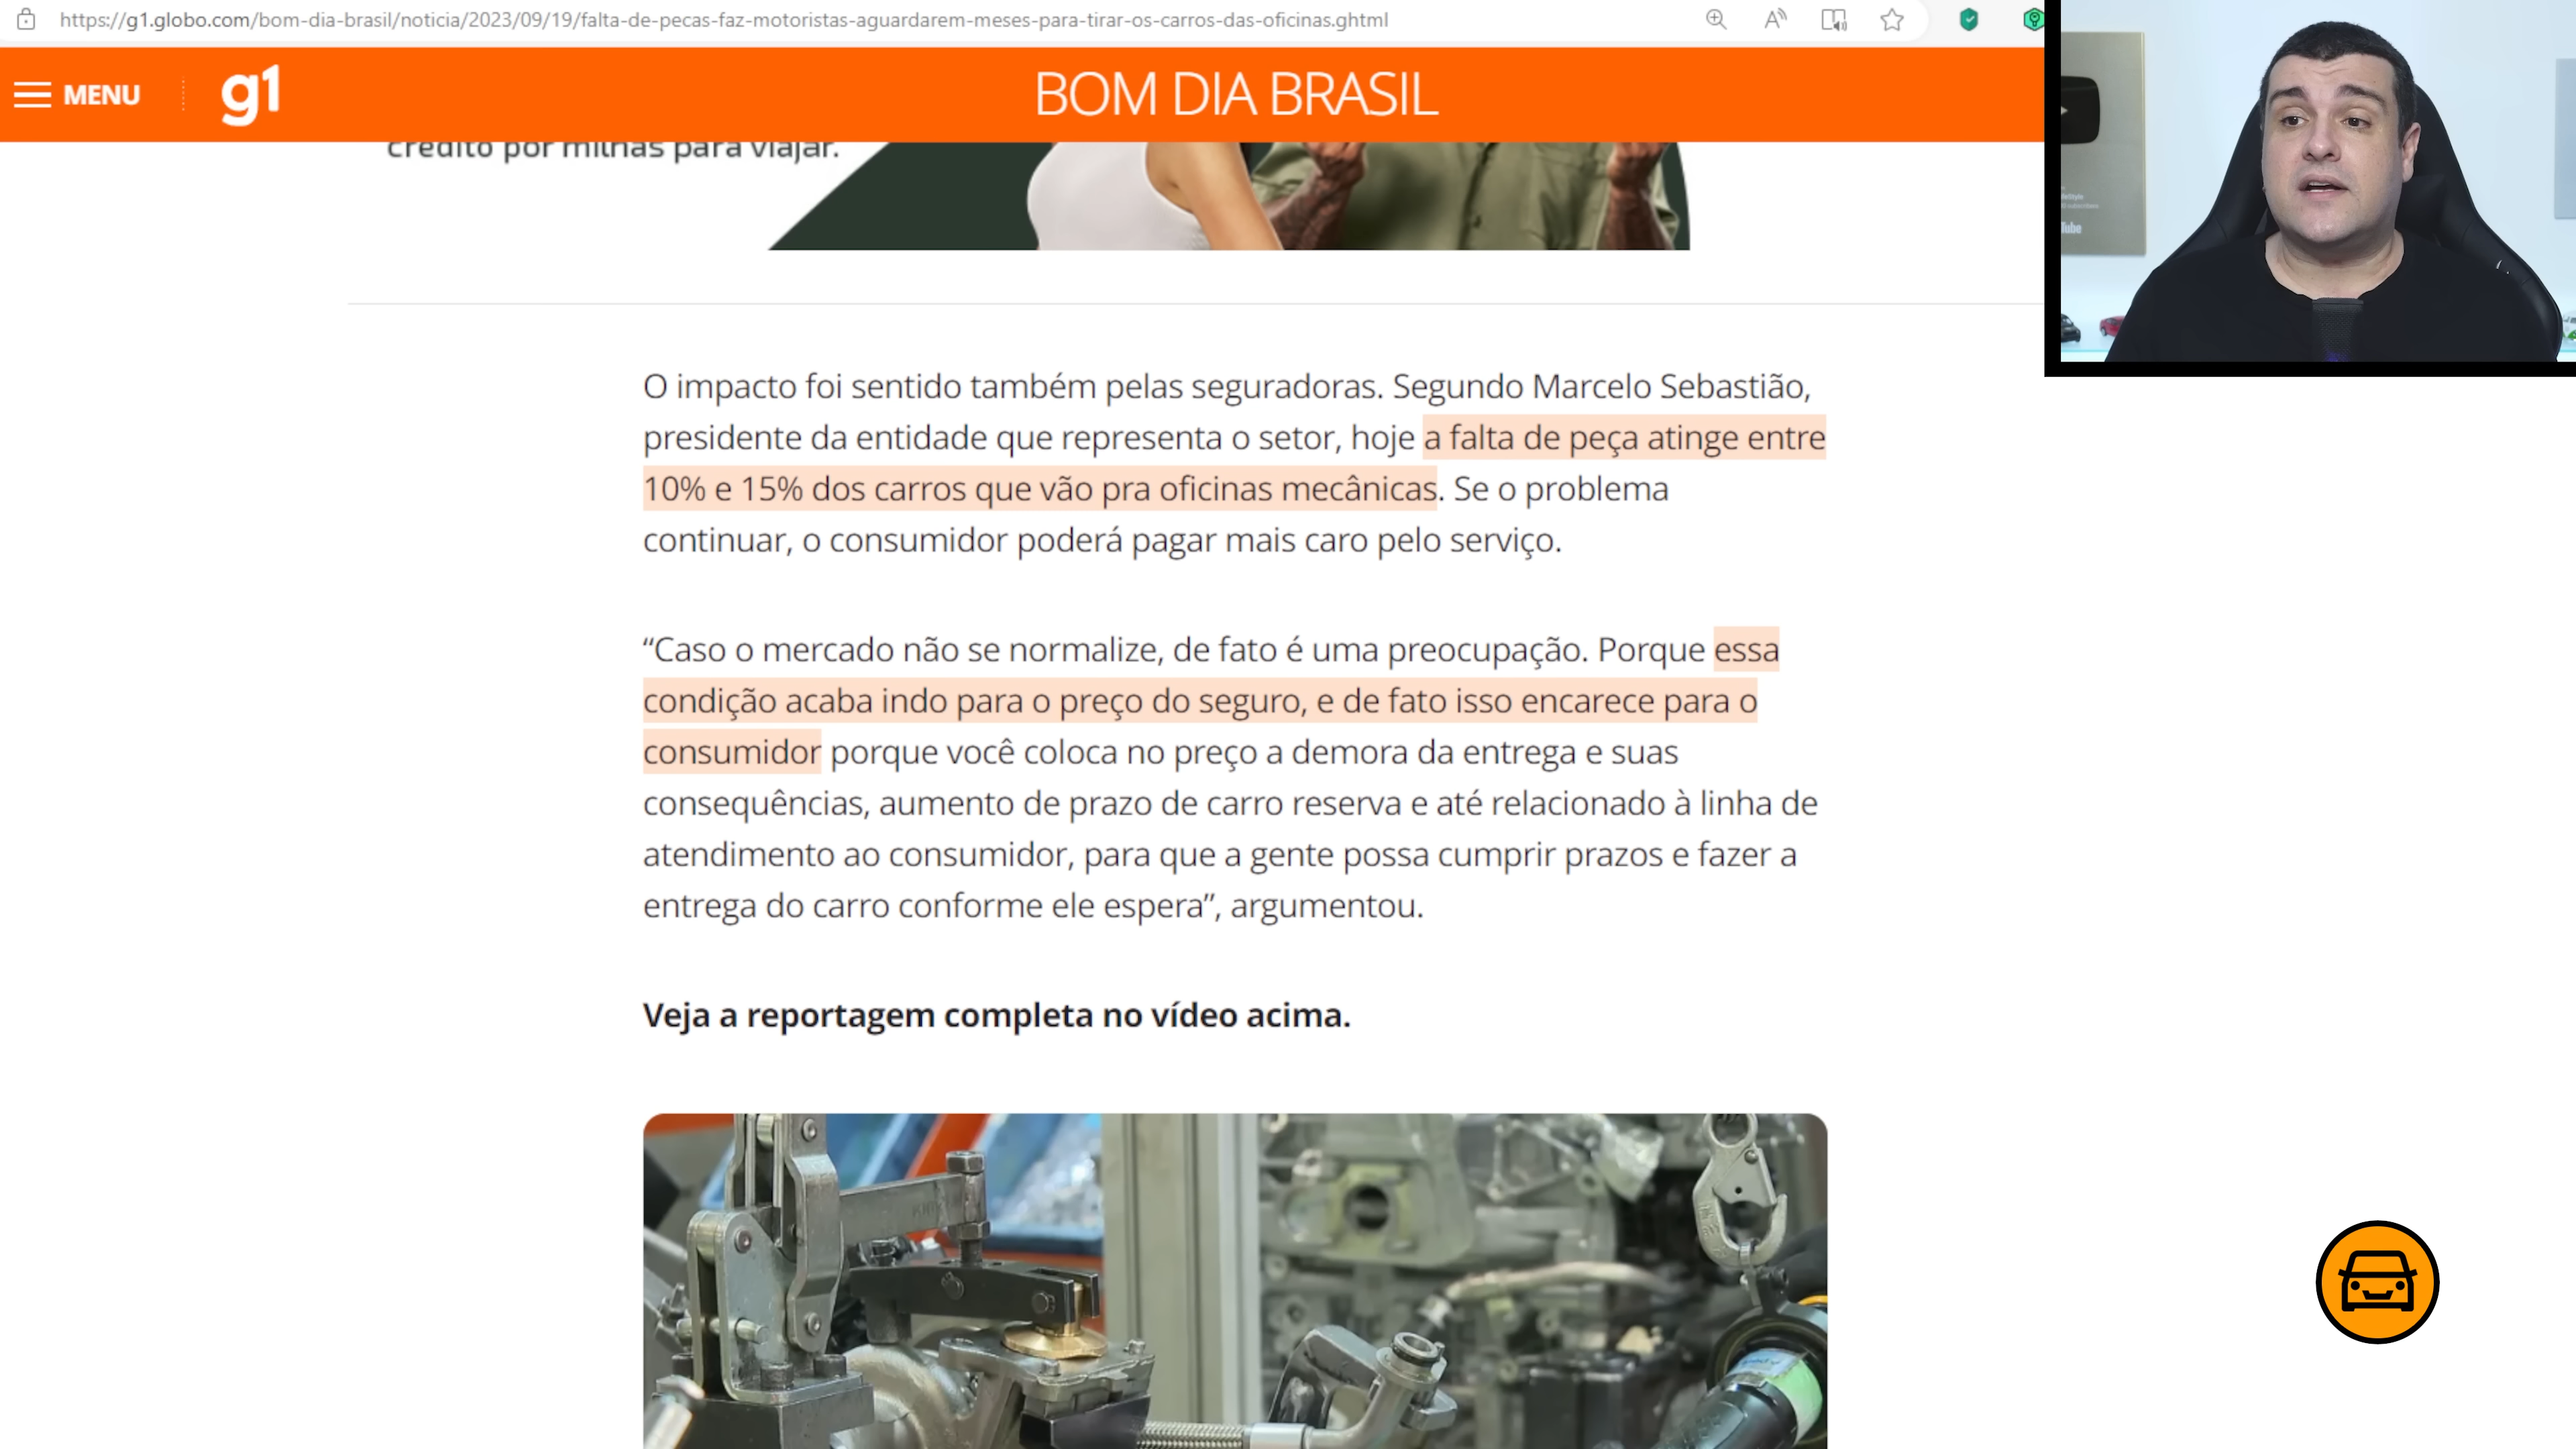 https://g1.globo.com/bom-dia-brasil/noticia/2023/09/19/falta-de-pecas-faz-motoristas-aguardarem-meses-para-tirar-os-carros-das-oficinas.ghtml
MENU
g1
BOM DIA BRASIL
crédito por milhas para viajar.
O impacto foi sentido também pelas seguradoras. Segundo Marcelo Sebastião,
presidente da entidade que representa o setor, hoje a falta de peça atinge entre
10% e 15% dos carros que vão pra oficinas mecânicas. Se o problema
continuar, o consumidor poderá pagar mais caro pelo serviço.
“Caso o mercado não se normalize, de fato é uma preocupação. Porque essa
condição acaba indo para o preço do seguro, e de fato isso encarece para o
consumidor porque você coloca no preço a demora da entrega e suas
consequências, aumento de prazo de carro reserva e até relacionado à linha de
atendimento ao consumidor, para que a gente possa cumprir prazos e fazer a
entrega do carro conforme ele espera”, argumentou.
Veja a reportagem completa no vídeo acima.